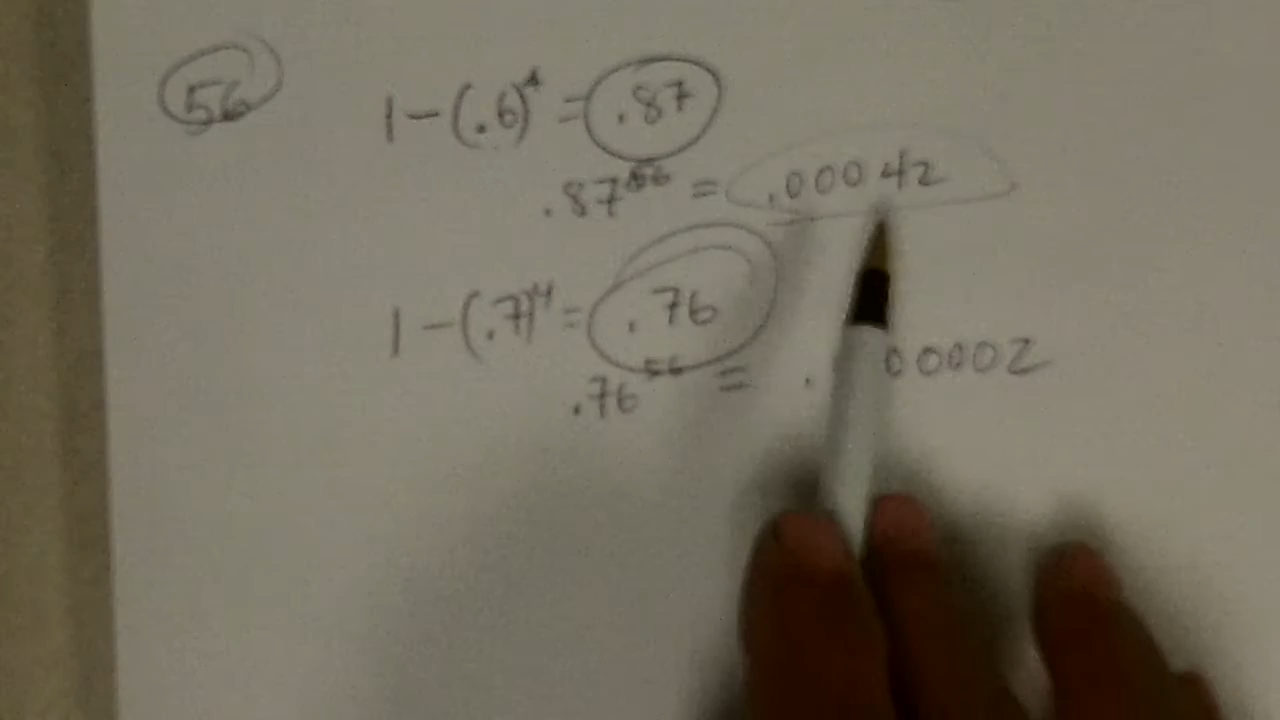 56
1-(.6)⁴ = .87
.87⁵⁶ = .00042
1-(.7)⁴ = .76
.76⁵⁶ = . 00002